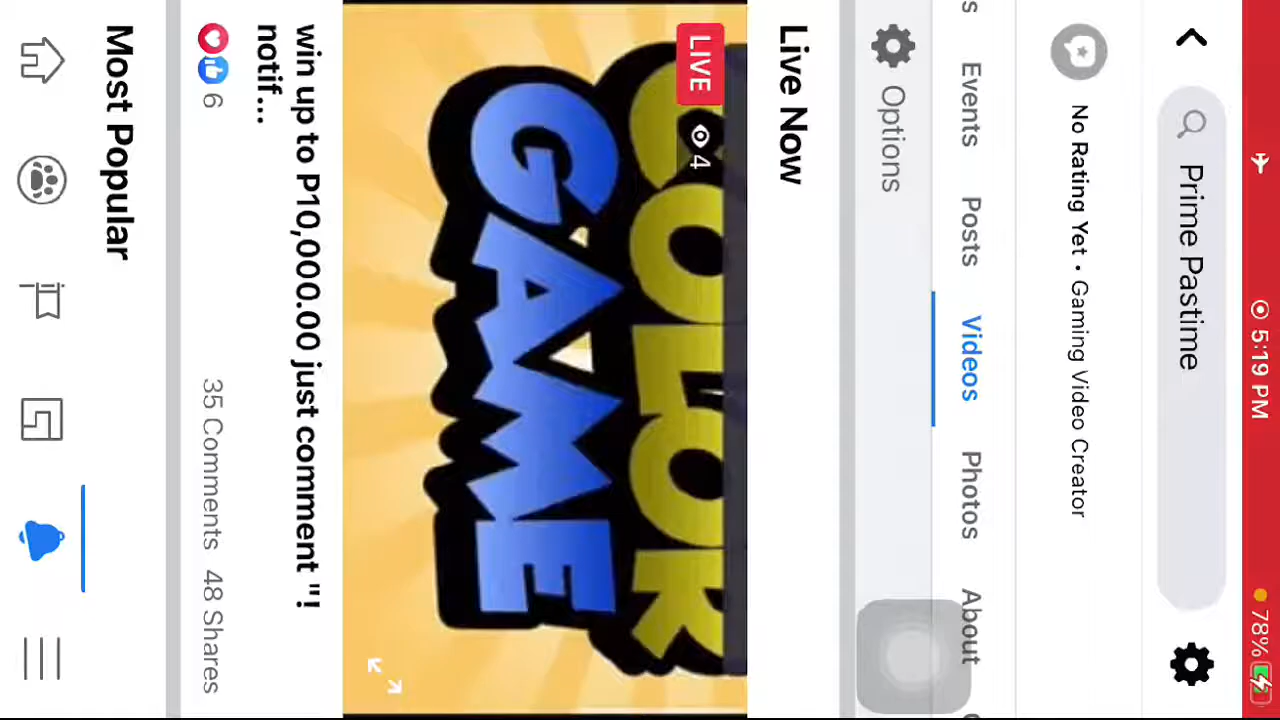 5:19 PM
78%
Prime Pastime
No Rating Yet • Gaming Video Creator
s Events Posts Videos Photos About
Options
Live Now
LIVE 4
COLOR
GAME
win up to P10,000.00 just comment "!
notif...
6
35 Comments 48 Shares
Most Popular